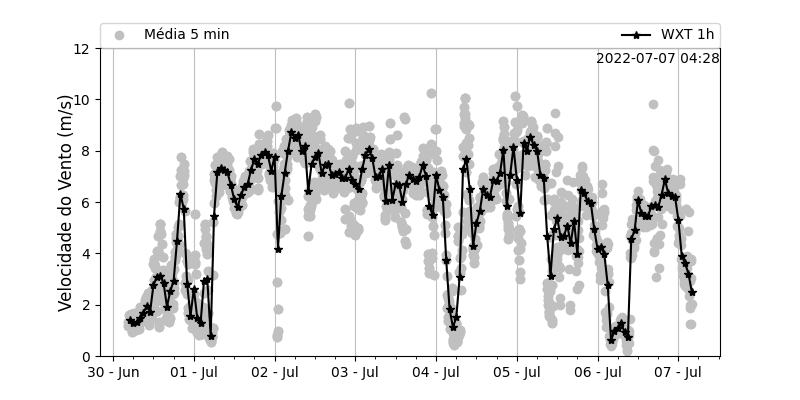 Média 5 min WXT 1h
2022-07-07 04:28
Velocidade do Vento (m/s)
12
10
8
6
4
2
0
30 - Jun 01 - Jul 02 - Jul 03 - Jul 04 - Jul 05 - Jul 06 - Jul 07 - Jul